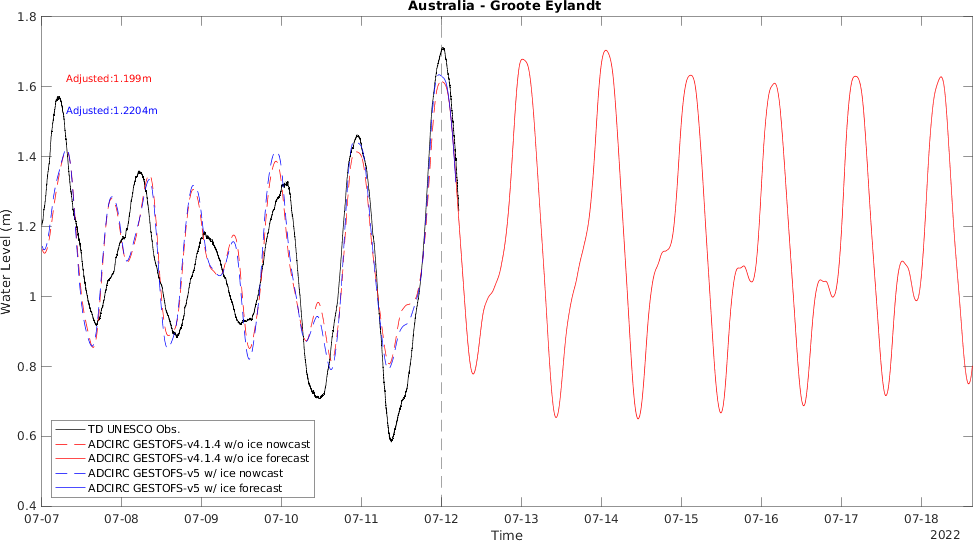 Australia - Groote Eylandt
1.8
1.6
1.4
1.2
1
0.8
0.6
0.4
Water Level (m)
Adjusted:1.199m
Adjusted:1.2204m
TD UNESCO Obs.
ADCIRC GESTOFS-v4.1.4 w/o ice nowcast
ADCIRC GESTOFS-v4.1.4 w/o ice forecast
ADCIRC GESTOFS-v5 w/ ice nowcast
ADCIRC GESTOFS-v5 w/ ice forecast
07-07 07-08 07-09 07-10 07-11 07-12 07-13 07-14 07-15 07-16 07-17 07-18
Time
2022